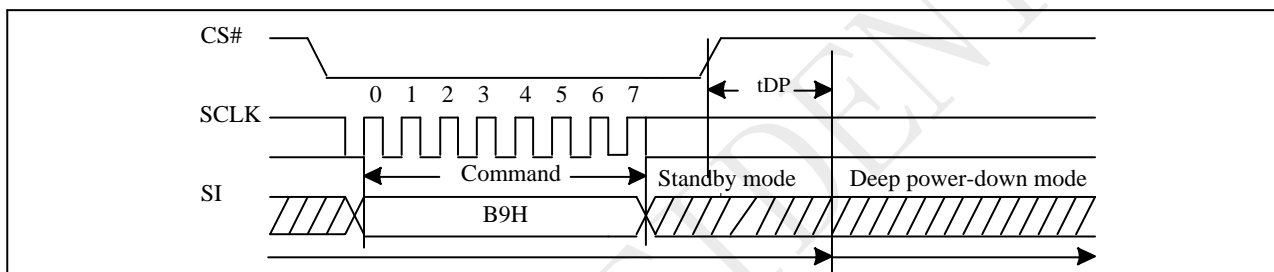 CS#
0 1 2 3 4 5 6 7
tDP
SCLK
Command
Standby mode
Deep power-down mode
SI
B9H